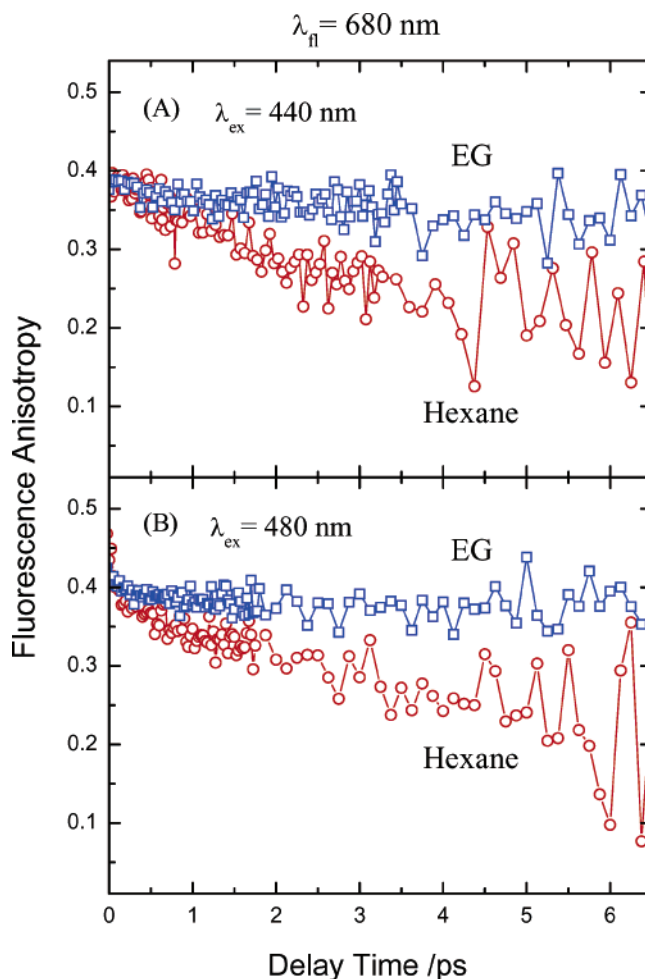 λfl = 680 nm
(A) λex = 440 nm
EG
Hexane
0.5
0.4
0.3
0.2
0.1
(B) λex = 480 nm
EG
Hexane
0.5
0.4
0.3
0.2
0.1
0 1 2 3 4 5 6
Fluorescence Anisotropy
Delay Time /ps